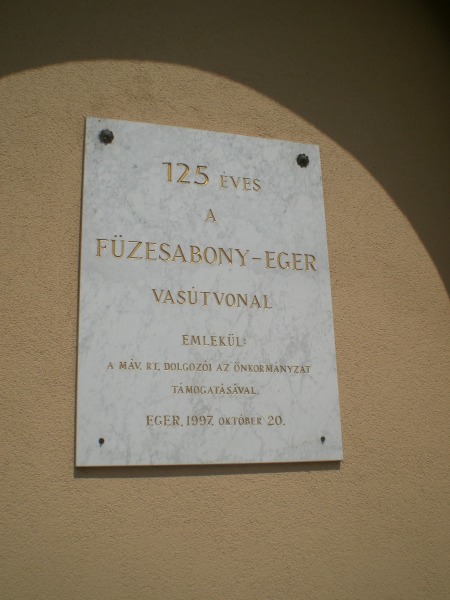 125 ÉVES
A
FÜZESABONY-EGER
VASÚTVONAL
EMLÉKÜL:
A MÁV. RT. DOLGOZÓI AZ ÖNKORMÁNYZAT
TÁMOGATÁSÁVAL.
EGER, 1997. OKTÓBER 20.